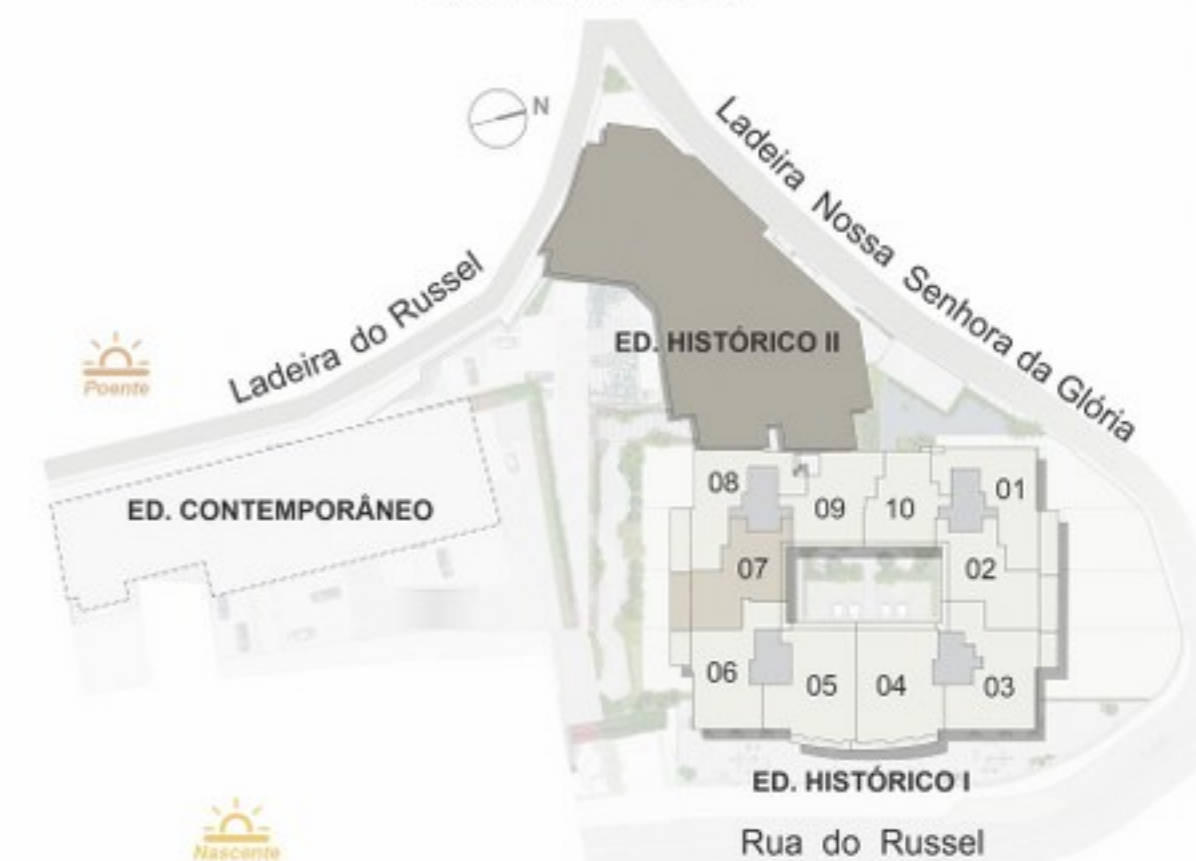 N
Ladeira Nossa Senhora da Glória
Ladeira do Russel
Poente
ED. HISTÓRICO II
ED. CONTEMPORÂNEO
08
09
10
01
07
02
06
05
04
03
ED. HISTÓRICO I
Nascente
Rua do Russel